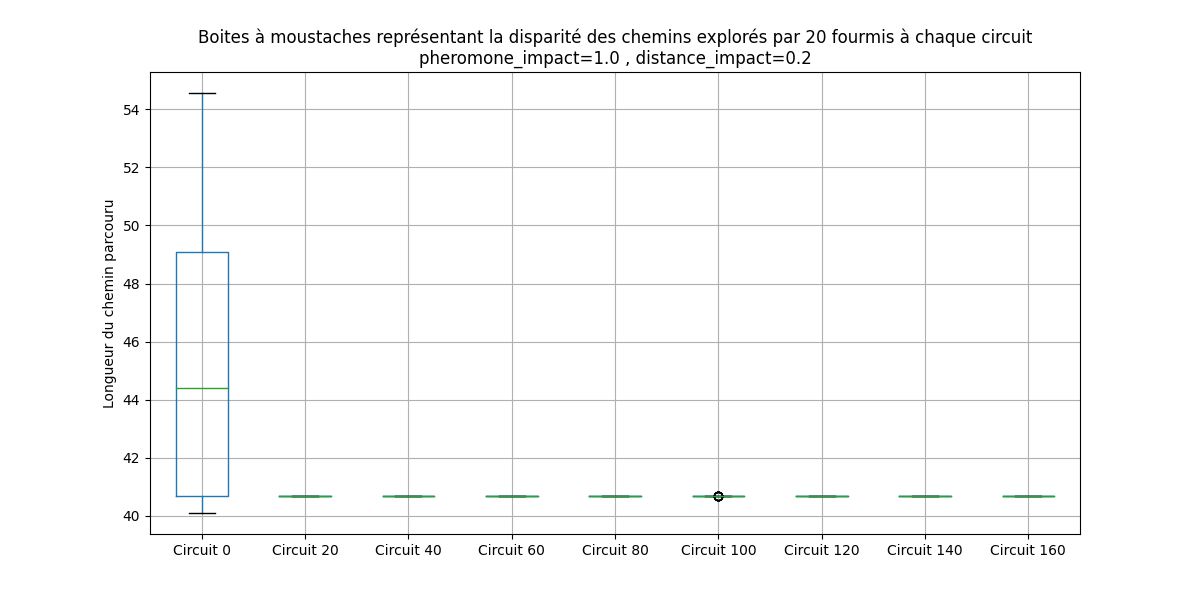 Boites à moustaches représentant la disparité des chemins explorés par 20 fourmis à chaque circuit
pheromone_impact=1.0 , distance_impact=0.2
Longueur du chemin parcouru
54
52
50
48
46
44
42
40
Circuit 0 Circuit 20 Circuit 40 Circuit 60 Circuit 80 Circuit 100 Circuit 120 Circuit 140 Circuit 160